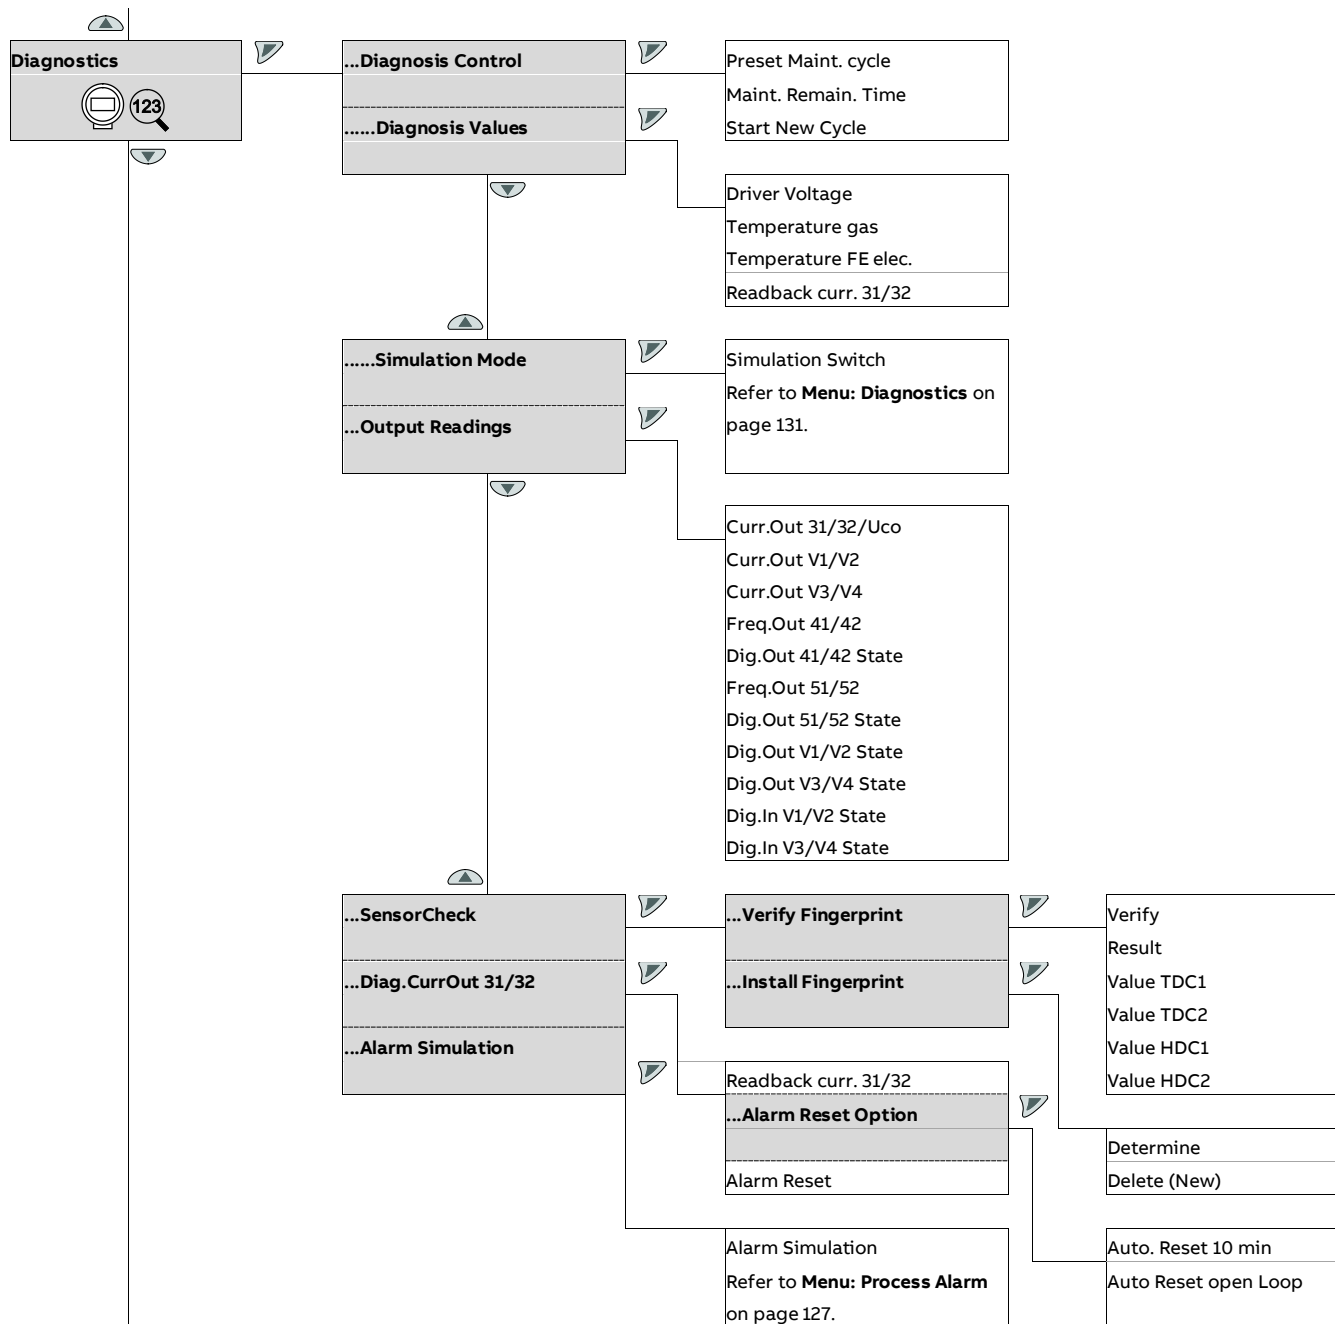 Diagnostics
123
...Diagnosis Control
......Diagnosis Values
Preset Maint. cycle
Maint. Remain. Time
Start New Cycle
Driver Voltage
Temperature gas
Temperature FE elec.
Readback curr. 31/32
......Simulation Mode
...Output Readings
Simulation Switch
Refer to Menu: Diagnostics on
page 131.
Curr.Out 31/32/Uco
Curr.Out V1/V2
Curr.Out V3/V4
Freq.Out 41/42
Dig.Out 41/42 State
Freq.Out 51/52
Dig.Out 51/52 State
Dig.Out V1/V2 State
Dig.Out V3/V4 State
Dig.In V1/V2 State
Dig.In V3/V4 State
...SensorCheck
...Diag.CurrOut 31/32
...Alarm Simulation
...Verify Fingerprint
...Install Fingerprint
Verify
Result
Value TDC1
Value TDC2
Value HDC1
Value HDC2
Readback curr. 31/32
...Alarm Reset Option
Alarm Reset
Determine
Delete (New)
Alarm Simulation
Refer to Menu: Process Alarm
on page 127.
Auto. Reset 10 min
Auto Reset open Loop